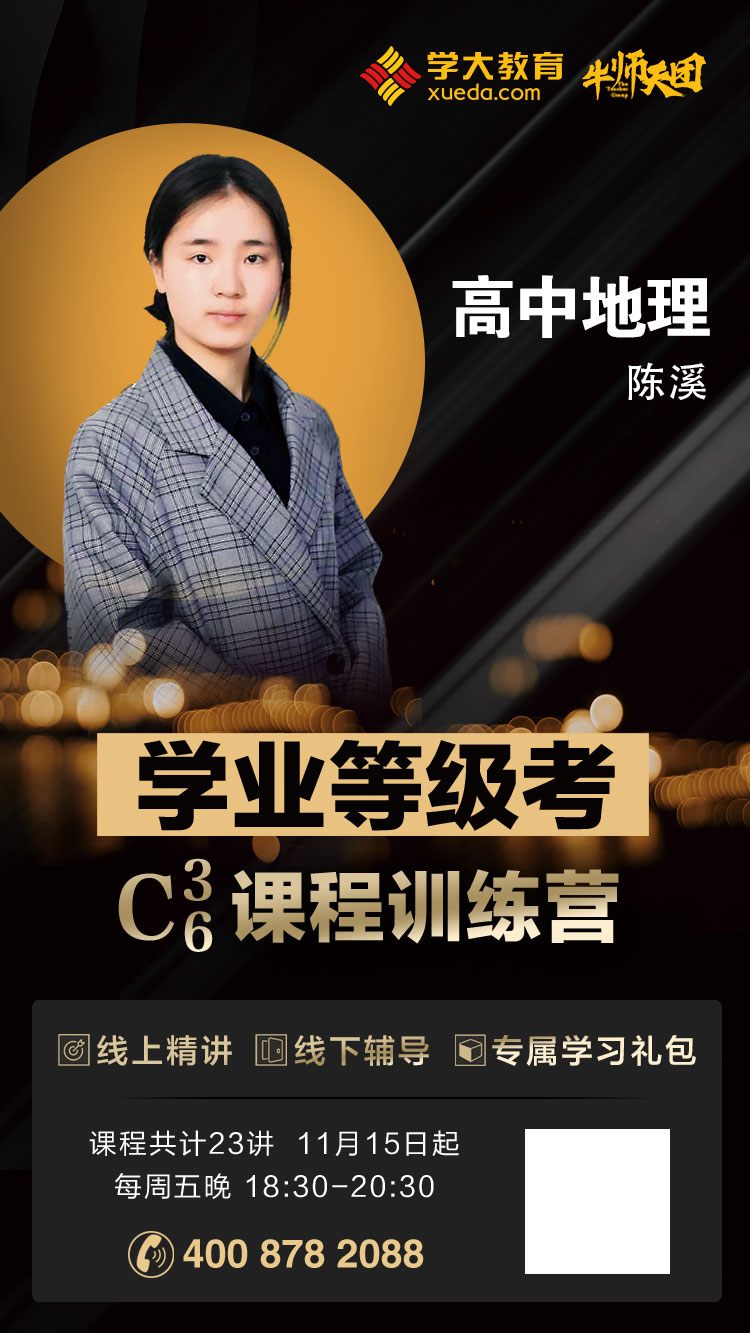 学大教育
xueda.com
牛师天团
The
Teacher
Group
高中地理
陈溪
学业等级考
C³₆课程训练营
线上精讲 线下辅导 专属学习礼包
课程共计23讲 11月15日起
每周五晚 18:30-20:30
400 878 2088